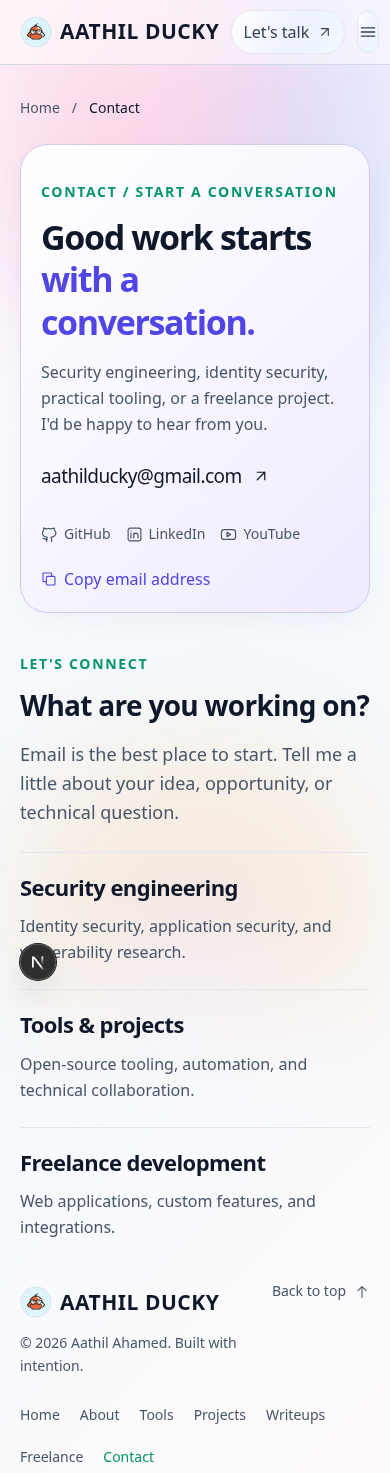 AATHIL DUCKY
Let's talk
Home / Contact
CONTACT / START A CONVERSATION
Good work starts
with a
conversation.
Security engineering, identity security,
practical tooling, or a freelance project.
I'd be happy to hear from you.
aathilducky@gmail.com
GitHub LinkedIn YouTube
Copy email address
LET'S CONNECT
What are you working on?
Email is the best place to start. Tell me a
little about your idea, opportunity, or
technical question.
Security engineering
Identity security, application security, and
vulnerability research.
N
Tools & projects
Open-source tooling, automation, and
technical collaboration.
Freelance development
Web applications, custom features, and
integrations.
AATHIL DUCKY
Back to top
© 2026 Aathil Ahamed. Built with
intention.
Home About Tools Projects Writeups
Freelance Contact